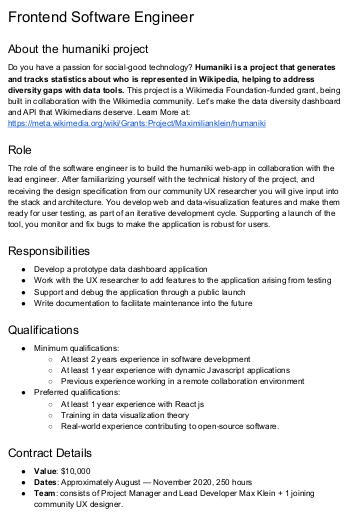 Frontend Software Engineer
About the humaniki project
Do you have a passion for social-good technology? Humaniki is a project that generates
and tracks statistics about who is represented in Wikipedia, helping to address
diversity gaps with data tools. This project is a Wikimedia Foundation-funded grant, being
built in collaboration with the Wikimedia community. Let's make the data diversity dashboard
and API that Wikimedians deserve. Learn More at:
https://meta.wikimedia.org/wiki/Grants:Project/Maximilianklein/humaniki
Role
The role of the software engineer is to build the humaniki web-app in collaboration with the
lead engineer. After familiarizing yourself with the technical history of the project, and
receiving the design specification from our community UX researcher you will give input into
the stack and architecture. You develop web and data-visualization features and make them
ready for user testing, as part of an iterative development cycle. Supporting a launch of the
tool, you monitor and fix bugs to make the application is robust for users.
Responsibilities
● Develop a prototype data dashboard application
● Work with the UX researcher to add features to the application arising from testing
● Support and debug the application through a public launch
● Write documentation to facilitate maintenance into the future
Qualifications
● Minimum qualifications:
○ At least 2 years experience in software development
○ At least 1 year experience with dynamic Javascript applications
○ Previous experience working in a remote collaboration environment
● Preferred qualifications:
○ At least 1 year experience with React js
○ Training in data visualization theory
○ Real-world experience contributing to open-source software.
Contract Details
● Value: $10,000
● Dates: Approximately August — November 2020, 250 hours
● Team: consists of Project Manager and Lead Developer Max Klein + 1 joining
community UX designer.